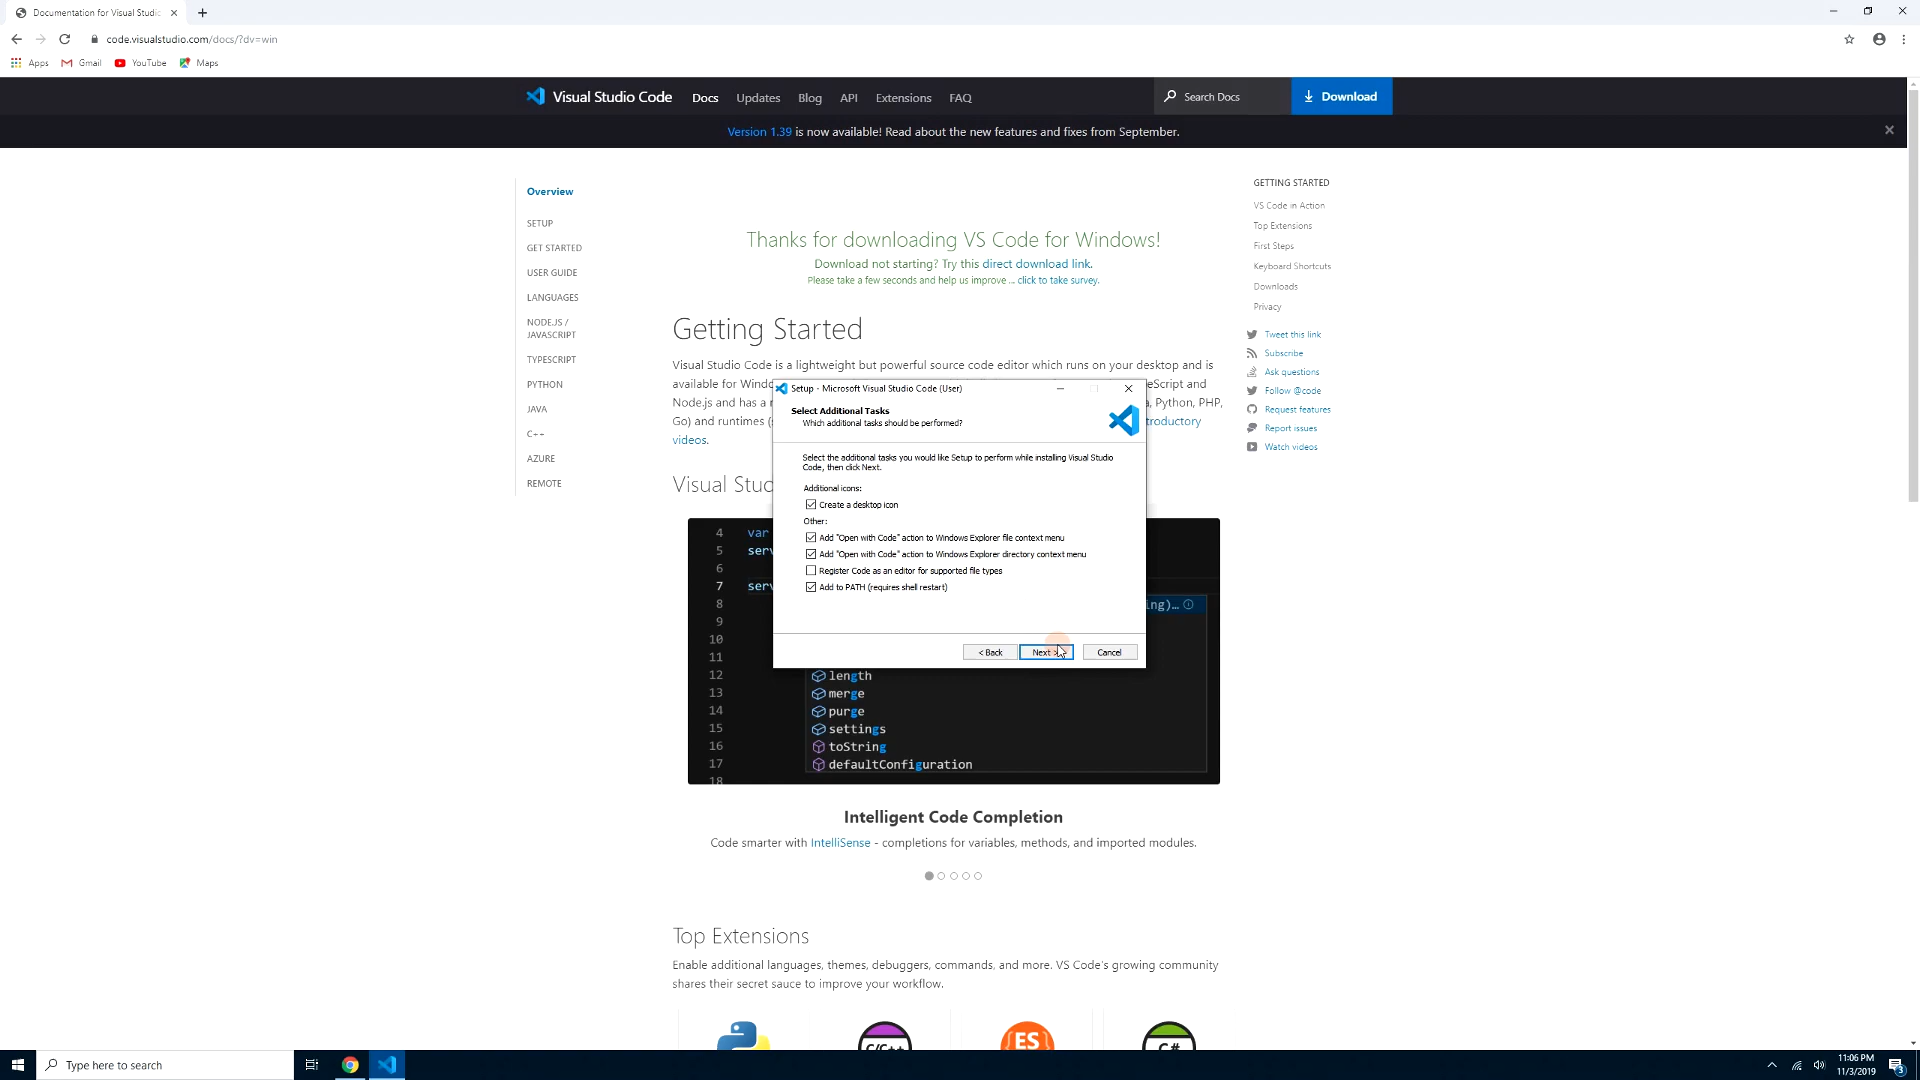 Documentation for Visual Studio
code.visualstudio.com/docs/?dv=win
Apps
Gmail
YouTube
Maps
Visual Studio Code
Docs
Updates
Blog
API
Extensions
FAQ
Search Docs
Download
Version 1.39 is now available! Read about the new features and fixes from September.
Overview
SETUP
GET STARTED
USER GUIDE
LANGUAGES
NODE.JS /
JAVASCRIPT
TYPESCRIPT
PYTHON
JAVA
C++
AZURE
REMOTE
Thanks for downloading VS Code for Windows!
Download not starting? Try this direct download link.
Please take a few seconds and help us improve ... click to take survey.
Getting Started
Visual Studio Code is a lightweight but powerful source code editor which runs on your desktop and is
available for Windo
eScript and
Node.js and has a
, Python, PHP,
Go) and runtimes (
troductory
videos.
Visual Stud
GETTING STARTED
VS Code in Action
Top Extensions
First Steps
Keyboard Shortcuts
Downloads
Privacy
Tweet this link
Subscribe
Ask questions
Follow @code
Request features
Report issues
Watch videos
Setup - Microsoft Visual Studio Code (User)
Select Additional Tasks
Which additional tasks should be performed?
Select the additional tasks you would like Setup to perform while installing Visual Studio
Code, then click Next.
Additional icons:
Create a desktop icon
Other:
Add "Open with Code" action to Windows Explorer file context menu
Add "Open with Code" action to Windows Explorer directory context menu
Register Code as an editor for supported file types
Add to PATH (requires shell restart)
< Back
Next >
Cancel
4 var
5 serv
6
7 serv
8 ing)...
9
10
11
12 length
13 merge
14 purge
15 settings
16 toString
17 defaultConfiguration
18
Intelligent Code Completion
Code smarter with IntelliSense - completions for variables, methods, and imported modules.
Top Extensions
Enable additional languages, themes, debuggers, commands, and more. VS Code's growing community
shares their secret sauce to improve your workflow.
C/C++
ES
C#
Type here to search
11:06 PM
11/3/2019
3